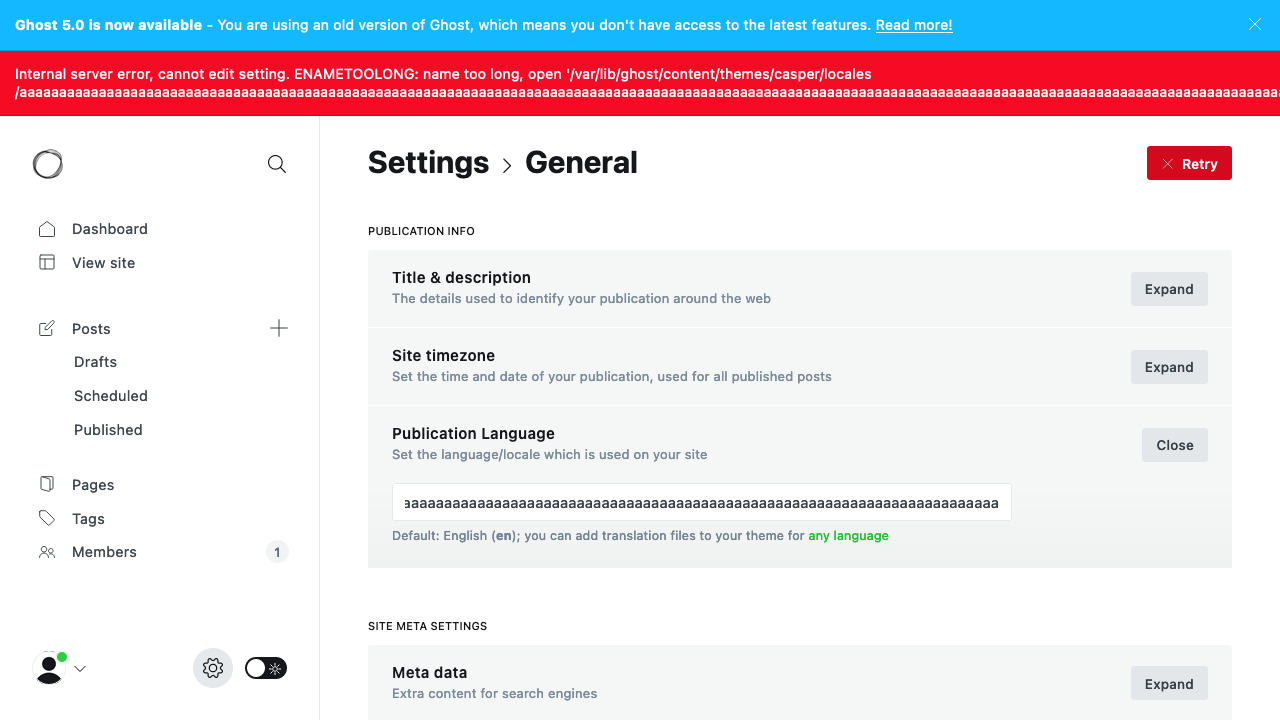 Ghost 5.0 is now available - You are using an old version of Ghost, which means you don't have access to the latest features. Read more!
Internal server error, cannot edit setting. ENAMETOOLONG: name too long, open '/var/lib/ghost/content/themes/casper/locales
Settings > General
Retry
Dashboard
View site
Posts
Drafts
Scheduled
Published
Pages
Tags
Members
1
PUBLICATION INFO
Title & description
The details used to identify your publication around the web
Expand
Site timezone
Set the time and date of your publication, used for all published posts
Expand
Publication Language
Set the language/locale which is used on your site
Close
Default: English (en); you can add translation files to your theme for any language
SITE META SETTINGS
Meta data
Extra content for search engines
Expand